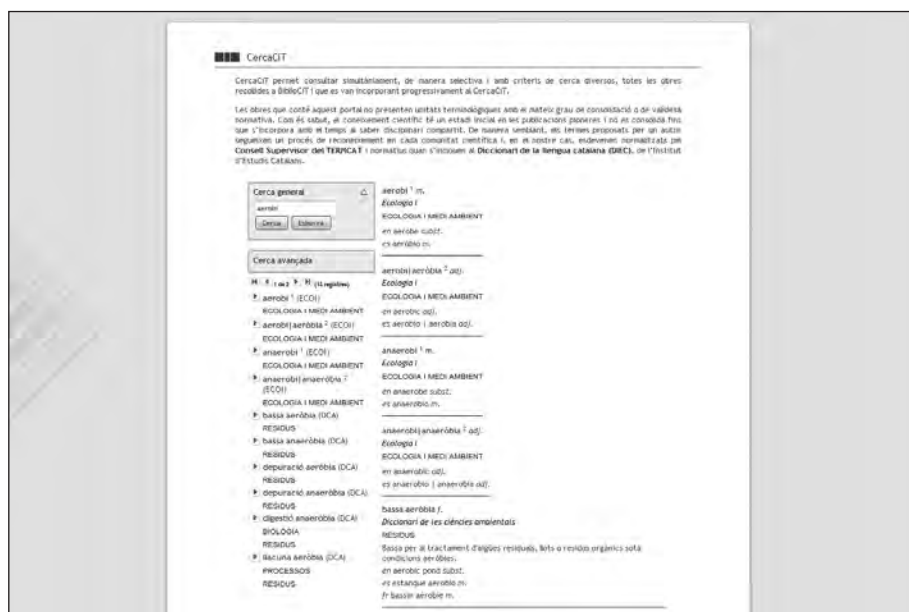 CercaCIT
CercaCIT permet consultar simultàniament, de manera selectiva i amb criteris de cerca diversos, totes les obres
recollides a BiblioCIT i que es van incorporant progressivament al CercaCIT.
Les obres que conté aquest portal no presenten unitats terminològiques amb el mateix grau de consolidació o de validesa
normativa. Com és sabut, el coneixement científic té un estadi inicial en les publicacions pioneres i no es consolida fins
que s'incorpora amb el temps al saber disciplinari compartit. De manera semblant, els termes proposats per un autor
segueixen un procés de reconeixement en cada comunitat científica i, en el nostre cas, esdevenen normalitzats pel
Consell Supervisor del TERMCAT i normatius quan s'inclouen al Diccionari de la llengua catalana (DIEC), de l'Institut
d'Estudis Catalans.
Cerca general
aerobi
Cerca Esborra
Cerca avançada
1 de 2 (15 registres)
aerobi 1 (ECOI)
ECOLOGIA I MEDI AMBIENT
aerobi|aeròbia 2 (ECOI)
ECOLOGIA I MEDI AMBIENT
anaerobi 1 (ECOI)
ECOLOGIA I MEDI AMBIENT
anaerobi|anaeròbia 2
(ECOI)
ECOLOGIA I MEDI AMBIENT
bassa aeròbia (DCA)
RESIDUS
bassa anaeròbia (DCA)
RESIDUS
depuració aeròbia (DCA)
RESIDUS
depuració anaeròbia (DCA)
RESIDUS
digestió anaeròbia (DCA)
BIOLOGIA
RESIDUS
llacuna aeròbia (DCA)
PROCESSOS
RESIDUS
aerobi 1 m.
Ecologia I
ECOLOGIA I MEDI AMBIENT
en aerobe subst.
es aerobio m.
aerobi|aeròbia 2 adj.
Ecologia I
ECOLOGIA I MEDI AMBIENT
en aerobic adj.
es aerobio | aerobia adj.
anaerobi 1 m.
Ecologia I
ECOLOGIA I MEDI AMBIENT
en anaerobe subst.
es anaerobio m.
anaerobi|anaeròbia 2 adj.
Ecologia I
ECOLOGIA I MEDI AMBIENT
en anaerobic adj.
es anaerobio | anaerobia adj.
bassa aeròbia f.
Diccionari de les ciències ambientals
RESIDUS
Bassa per al tractament d'aigües residuals, llots o residus orgànics sota
condicions aeròbies.
en aerobic pond subst.
es estanque aerobio m.
fr bassin aérobie m.